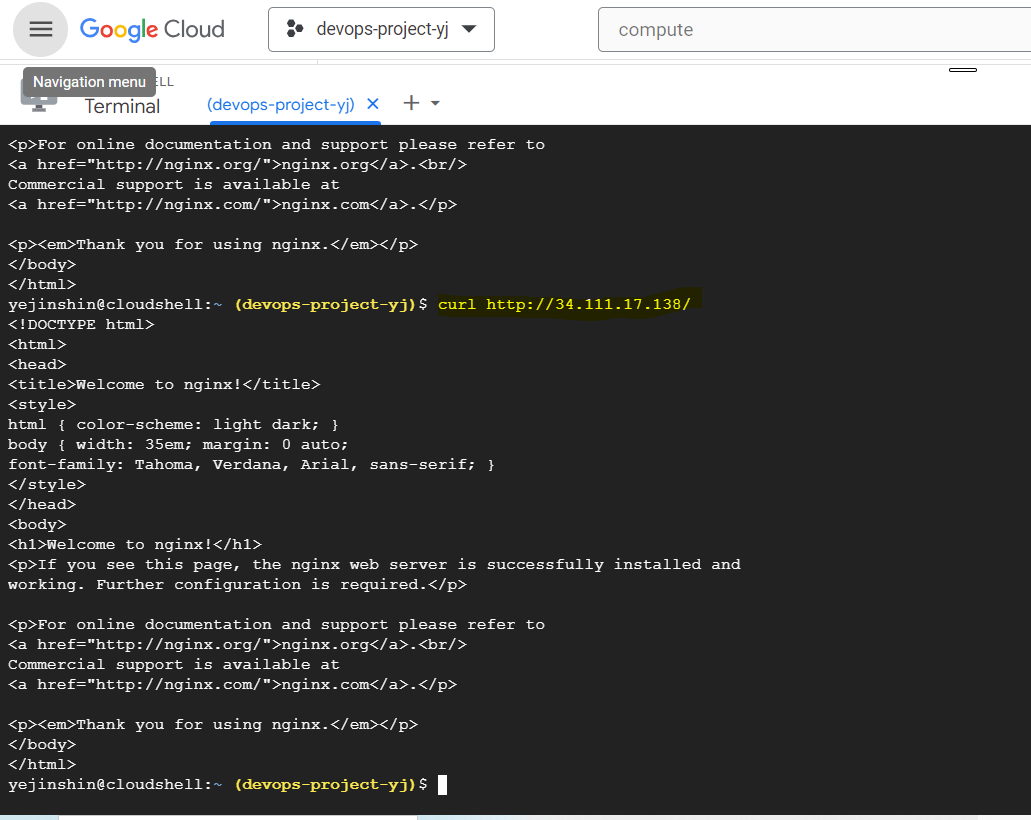 Google Cloud
devops-project-yj
compute
Navigation menu
ELL
Terminal
(devops-project-yj)
<p>For online documentation and support please refer to
<a href="http://nginx.org/">nginx.org</a>.<br/>
Commercial support is available at
<a href="http://nginx.com/">nginx.com</a>.</p>
<p><em>Thank you for using nginx.</em></p>
</body>
</html>
yejinshin@cloudshell:~ (devops-project-yj)$ curl http://34.111.17.138/
<!DOCTYPE html>
<html>
<head>
<title>Welcome to nginx!</title>
<style>
html { color-scheme: light dark; }
body { width: 35em; margin: 0 auto;
font-family: Tahoma, Verdana, Arial, sans-serif; }
</style>
</head>
<body>
<h1>Welcome to nginx!</h1>
<p>If you see this page, the nginx web server is successfully installed and
working. Further configuration is required.</p>
<p>For online documentation and support please refer to
<a href="http://nginx.org/">nginx.org</a>.<br/>
Commercial support is available at
<a href="http://nginx.com/">nginx.com</a>.</p>
<p><em>Thank you for using nginx.</em></p>
</body>
</html>
yejinshin@cloudshell:~ (devops-project-yj)$